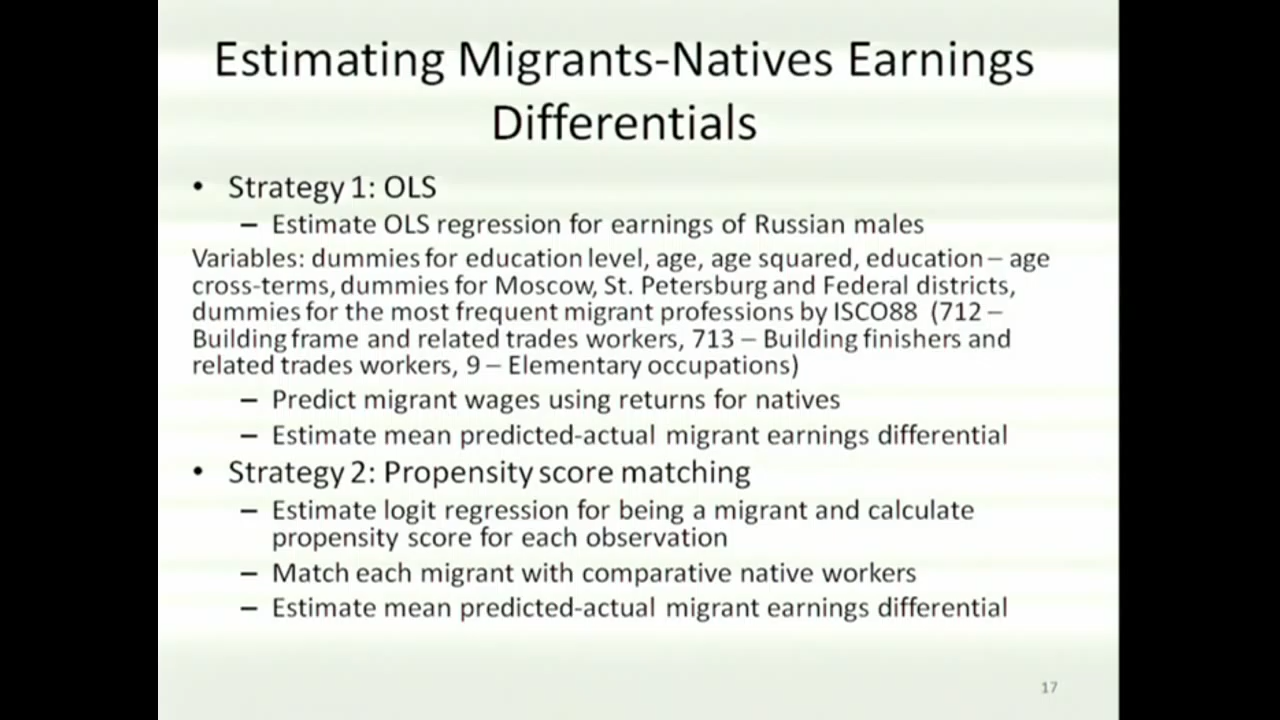 Estimating Migrants-Natives Earnings
Differentials
• Strategy 1: OLS
– Estimate OLS regression for earnings of Russian males
Variables: dummies for education level, age, age squared, education – age
cross-terms, dummies for Moscow, St. Petersburg and Federal districts,
dummies for the most frequent migrant professions by ISCO88 (712 –
Building frame and related trades workers, 713 – Building finishers and
related trades workers, 9 – Elementary occupations)
– Predict migrant wages using returns for natives
– Estimate mean predicted-actual migrant earnings differential
• Strategy 2: Propensity score matching
– Estimate logit regression for being a migrant and calculate
propensity score for each observation
– Match each migrant with comparative native workers
– Estimate mean predicted-actual migrant earnings differential
17